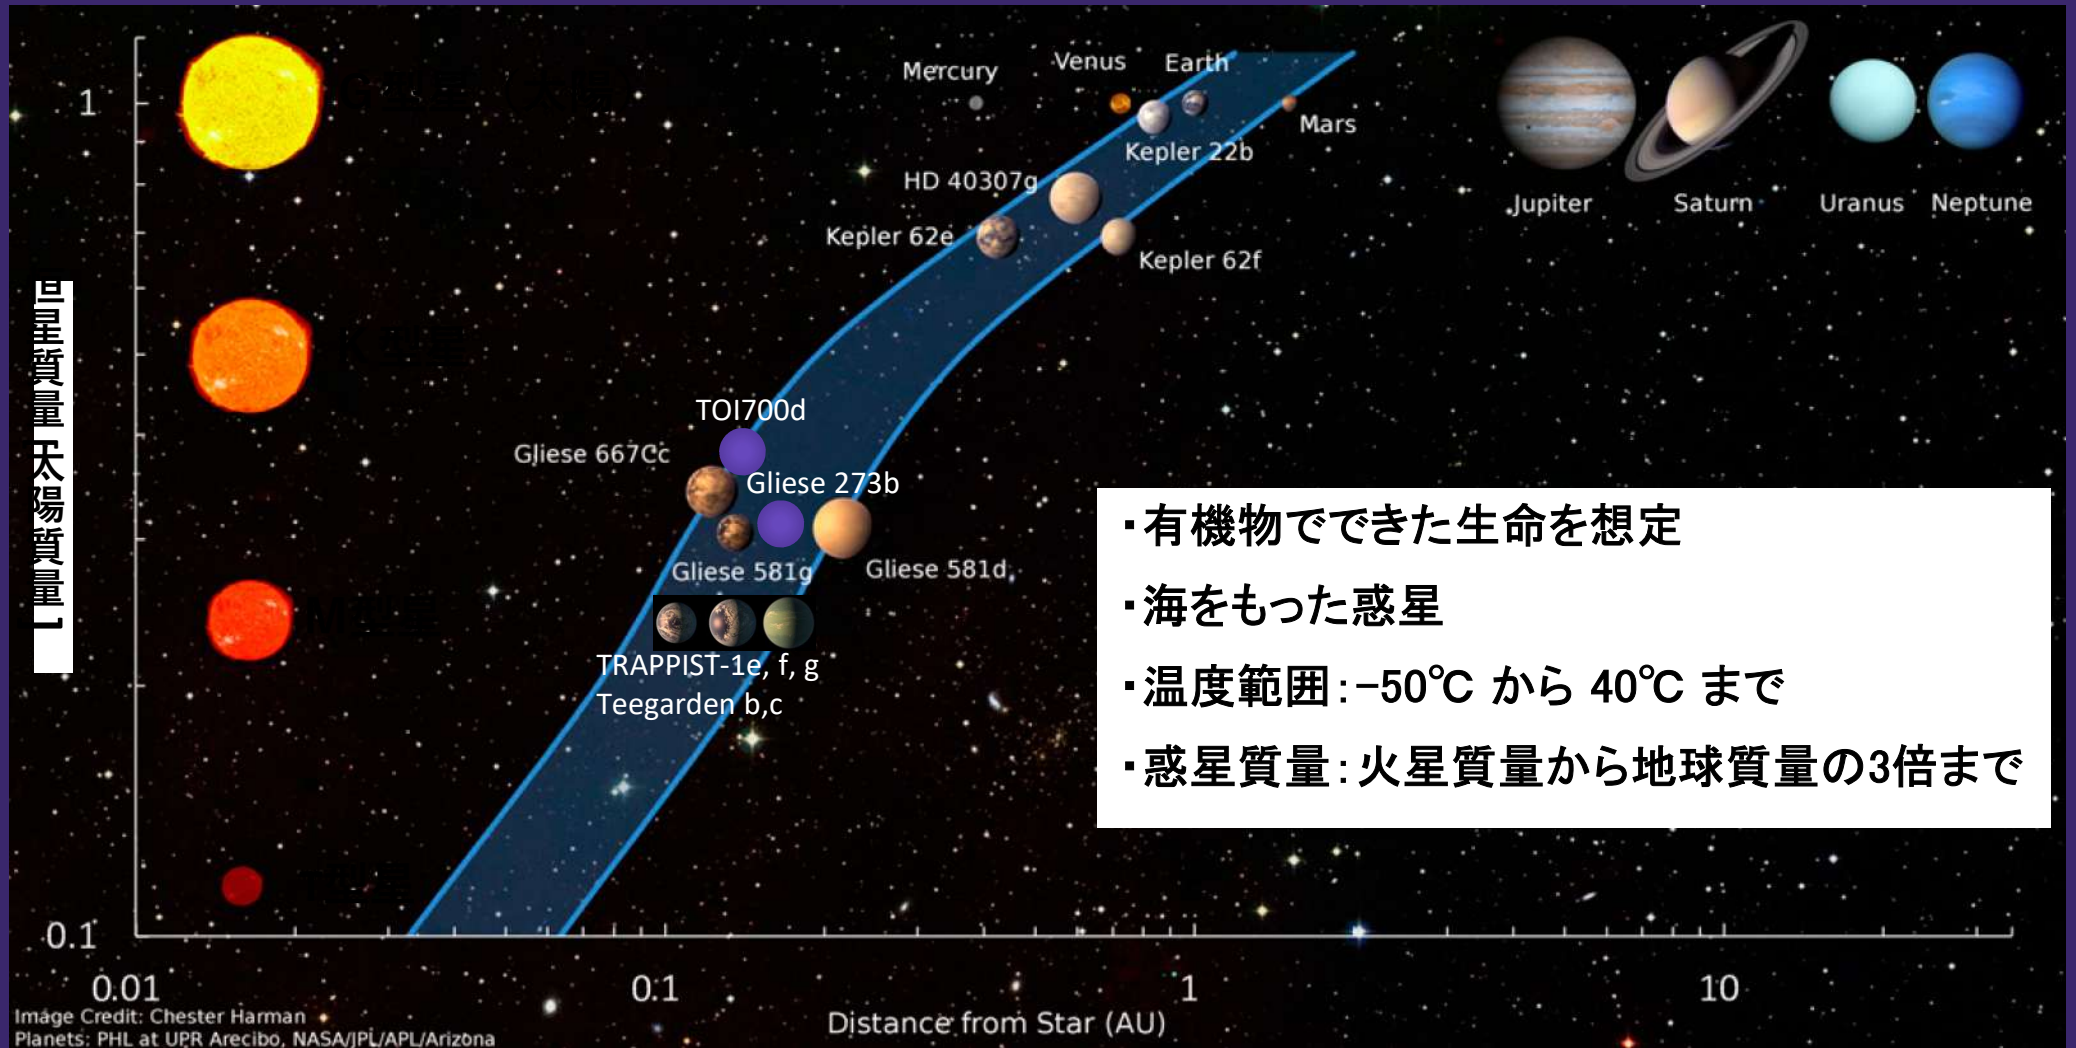 Mercury
Venus
Earth
Mars
Kepler 22b
HD 40307g
Kepler 62e
Kepler 62f
Jupiter
Saturn
Uranus
Neptune
1
恒星質量 [太陽質量]
TOI700d
Gliese 667Cc
Gliese 273b
Gliese 581g
Gliese 581d
M型星
TRAPPIST-1e, f, g
Teegarden b,c
・有機物でできた生命を想定
・海をもった惑星
・温度範囲：-50℃ から 40℃ まで
・惑星質量：火星質量から地球質量の3倍まで
0.1
0.01
0.1
1
10
Distance from Star (AU)
Image Credit: Chester Harman
Planets: PHL at UPR Arecibo, NASA/JPL/APL/Arizona